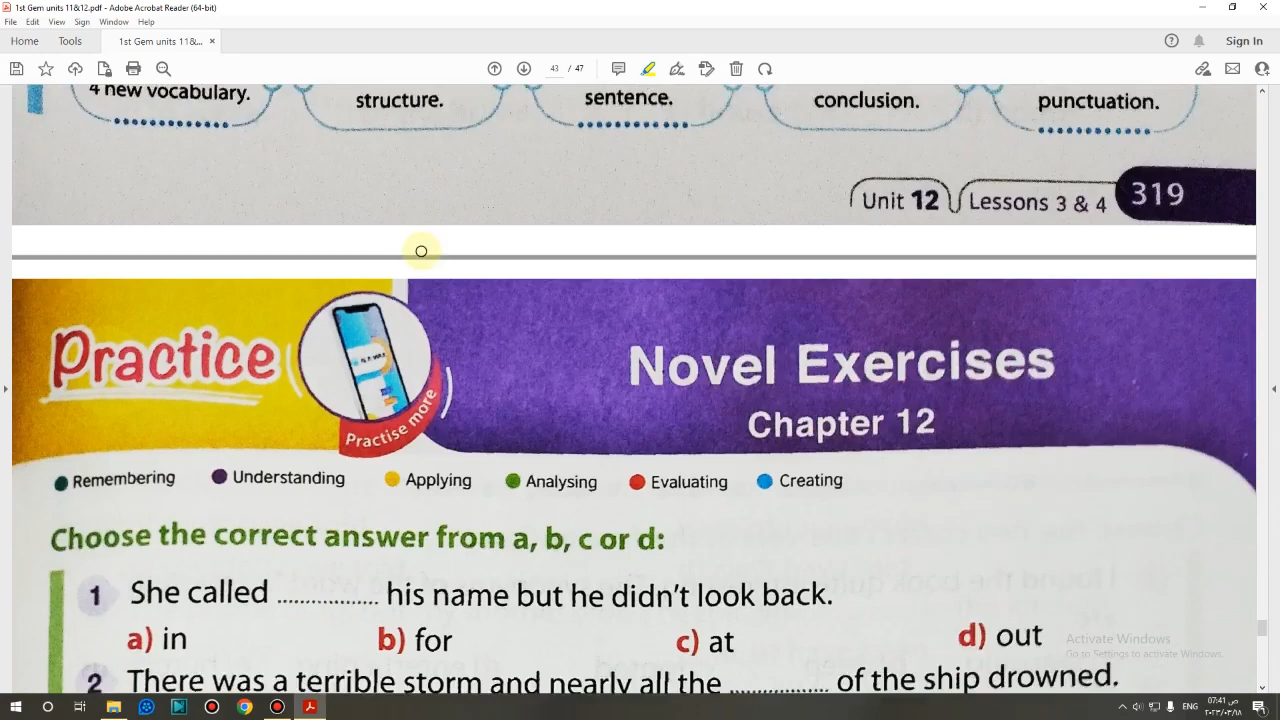 1st Gem units 11&12.pdf - Adobe Acrobat Reader (64-bit)
File Edit View Sign Window Help
Home Tools 1st Gem units 11&... × Sign In
43 / 47
4 new vocabulary. structure. sentence. conclusion. punctuation.
Unit 12 Lessons 3 & 4 319
Practice
Practise more
Novel Exercises
Chapter 12
Remembering Understanding Applying Analysing Evaluating Creating
Choose the correct answer from a, b, c or d:
1 She called .................. his name but he didn't look back.
a) in b) for c) at d) out
Activate Windows
Go to Settings to activate Windows.
2 There was a terrible storm and nearly all the .................. of the ship drowned.
ENG ص 07:41
٢٠٢٣/٠٣/١٨